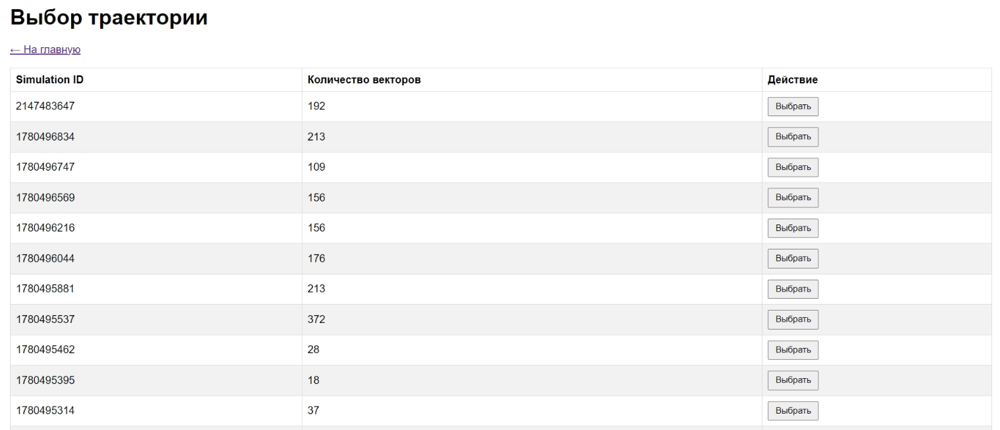 Выбор траектории
← На главную
Simulation ID Количество векторов Действие
2147483647 192 Выбрать
1780496834 213 Выбрать
1780496747 109 Выбрать
1780496569 156 Выбрать
1780496216 156 Выбрать
1780496044 176 Выбрать
1780495881 213 Выбрать
1780495537 372 Выбрать
1780495462 28 Выбрать
1780495395 18 Выбрать
1780495314 37 Выбрать